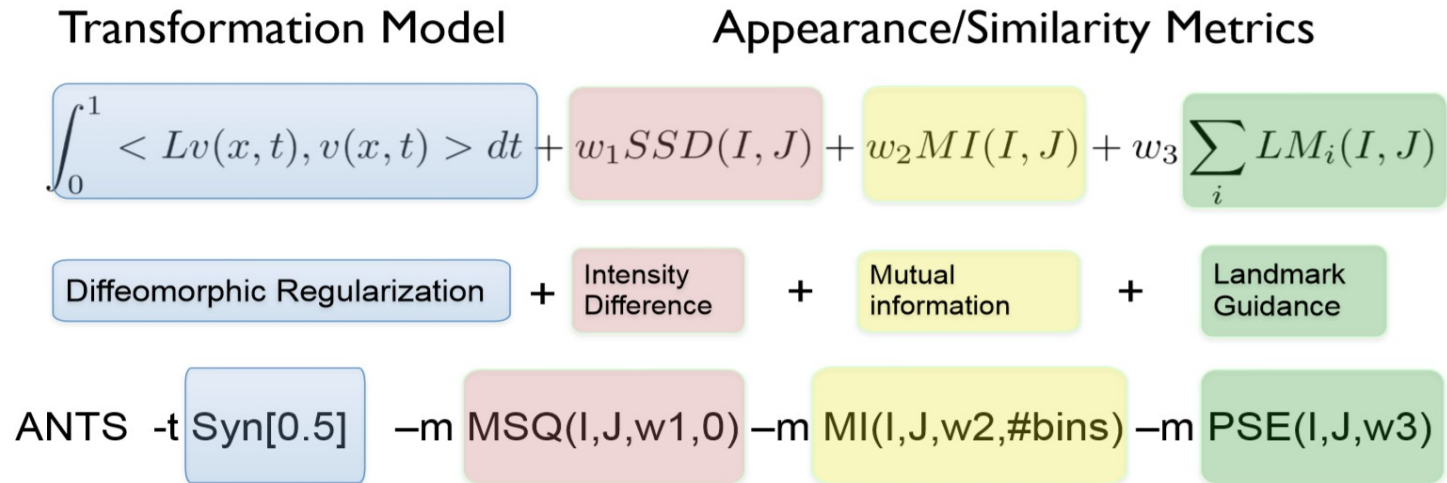 Transformation Model Appearance/Similarity Metrics
∫₀¹ < Lv(x, t), v(x, t) > dt + w₁SSD(I, J) + w₂MI(I, J) + w₃ ∑ᵢ LMᵢ(I, J)
Diffeomorphic Regularization + Intensity Difference + Mutual information + Landmark Guidance
ANTS -t Syn[0.5] –m MSQ(I,J,w1,0) –m MI(I,J,w2,#bins) –m PSE(I,J,w3)